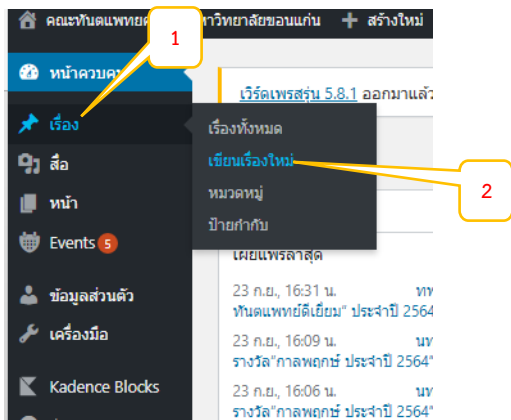 คณะทันตแพทย
หาวิทยาลัยขอนแก่น
สร้างใหม่
1
หน้าควบคุม
เวิร์ดเพรสรุ่น 5.8.1 ออกมาแล้ว
เรื่อง
เรื่องทั้งหมด
เขียนเรื่องใหม่
หมวดหมู่
ป้ายกำกับ
2
สื่อ
หน้า
Events 5
เผยแพร่ล่าสุด
ข้อมูลส่วนตัว
23 ก.ย., 16:31 น.
ทันตแพทย์ดีเยี่ยม" ประจำปี 2564
เครื่องมือ
23 ก.ย., 16:09 น.
รางวัล"กาลพฤกษ์ ประจำปี 2564"
Kadence Blocks
23 ก.ย., 16:06 น.
รางวัล"กาลพฤกษ์ ประจำปี 2564"